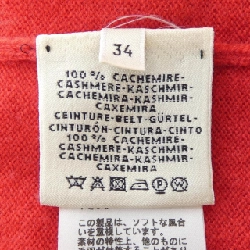 34
100% CACHEMIRE-
CASHMERE-KASCHMIR-
CACHEMIRA-KASHMIR-
CAXEMIRA
CEINTURE-BELT-GÜRTEL-
CINTURÓN-CINTURA-CINTO
100% CACHEMIRE-
CASHMERE-KASCHMIR-
CACHEMIRA-KASHMIR-
CAXEMIRA
P
この製品は、ソフトな風合
いを重視しています。
素材の特性上、他のものに